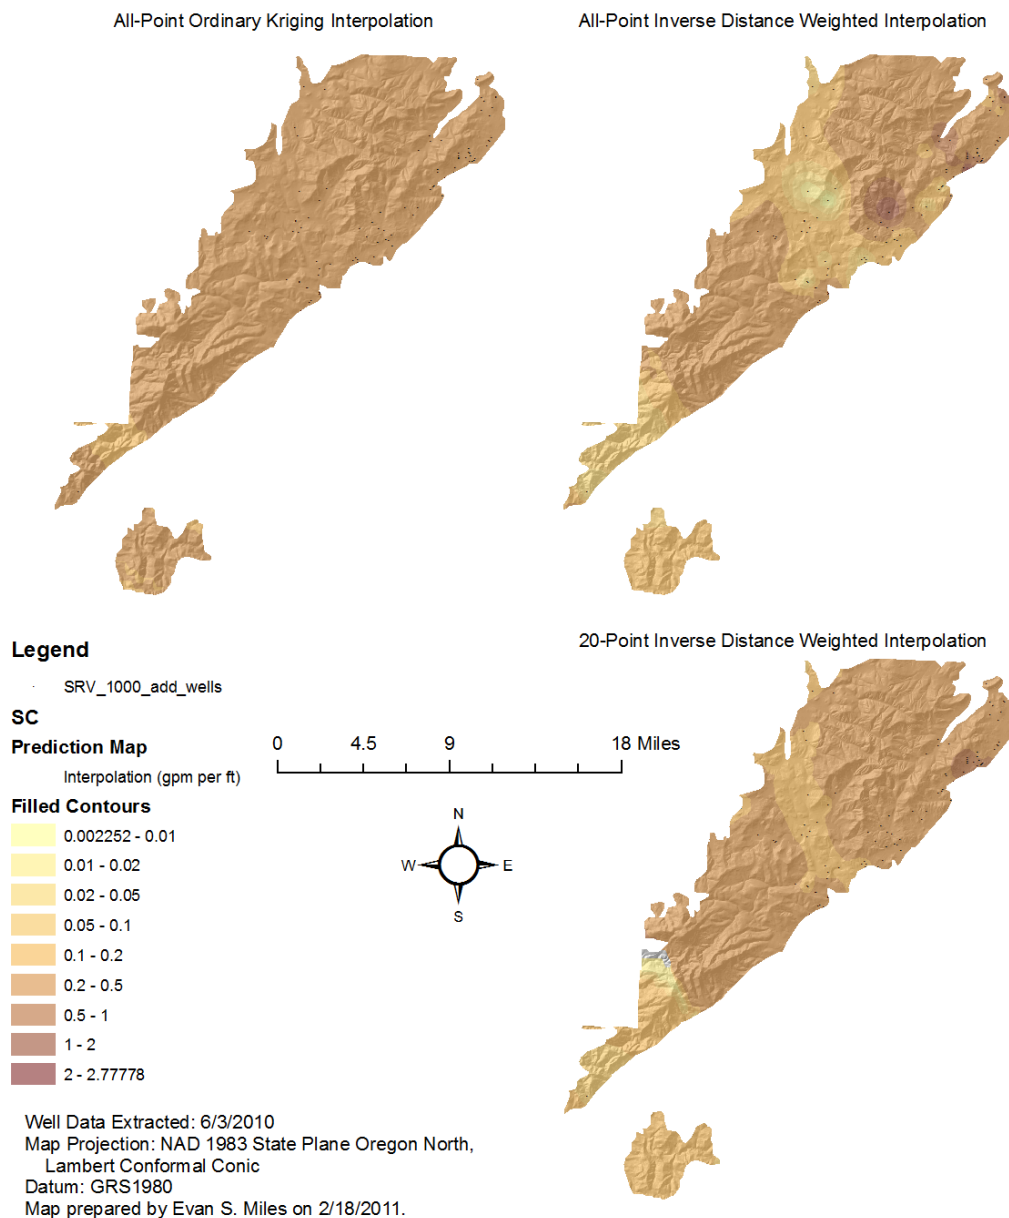 All-Point Ordinary Kriging Interpolation
All-Point Inverse Distance Weighted Interpolation
20-Point Inverse Distance Weighted Interpolation
Legend
SRV_1000_add_wells
SC
Prediction Map
Interpolation (gpm per ft)
Filled Contours
0.002252 - 0.01
0.01 - 0.02
0.02 - 0.05
0.05 - 0.1
0.1 - 0.2
0.2 - 0.5
0.5 - 1
1 - 2
2 - 2.77778
0 4.5 9 18 Miles
N
W E
S
Well Data Extracted: 6/3/2010
Map Projection: NAD 1983 State Plane Oregon North,
Lambert Conformal Conic
Datum: GRS1980
Map prepared by Evan S. Miles on 2/18/2011.